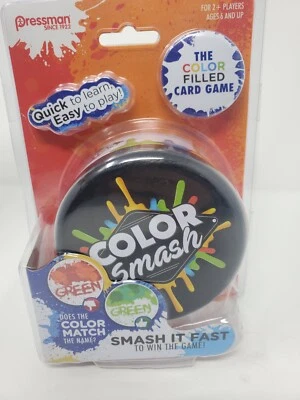 Pressman
SINCE 1922
FOR 2+ PLAYERS
AGES 6 AND UP
THE
COLOR
FILLED
CARD GAME
Quick to learn,
Easy to play!
COLOR
Smash
GREEN
GREEN
DOES THE
COLOR
MATCH
THE NAME?
SMASH IT FAST
TO WIN THE GAME!